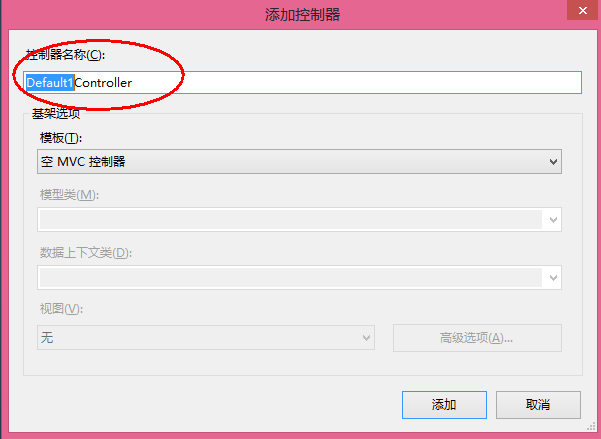 添加控制器
控制器名称(C):
Default1Controller
基架选项
模板(T):
空 MVC 控制器
模型类(M):
数据上下文类(D):
视图(V):
无
高级选项(A)...
添加
取消